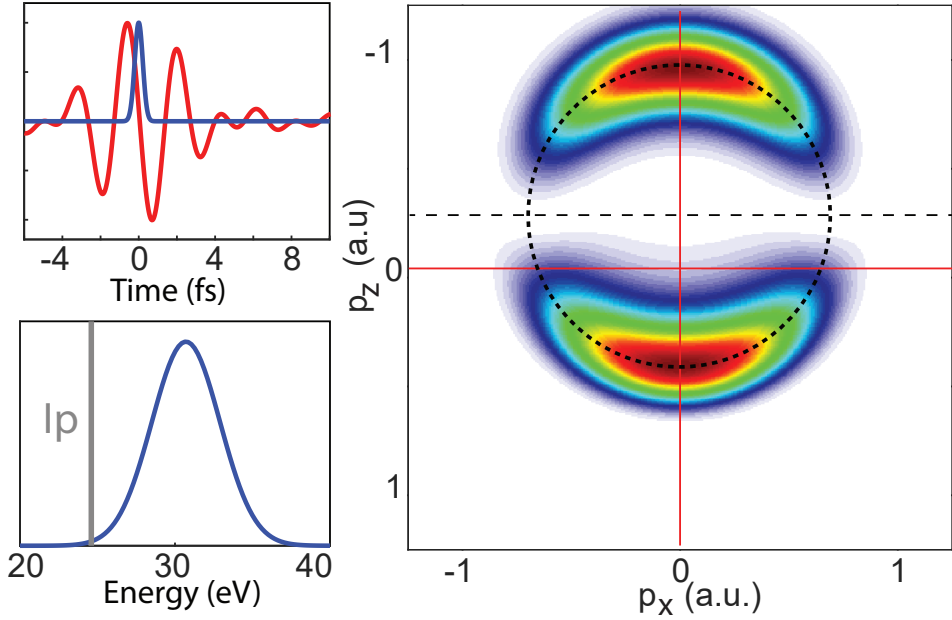 -4 0 4 8
Time (fs)
Ip
20 30 40
Energy (eV)
-1
0
1
p_z (a.u)
-1 0 1
p_x (a.u.)